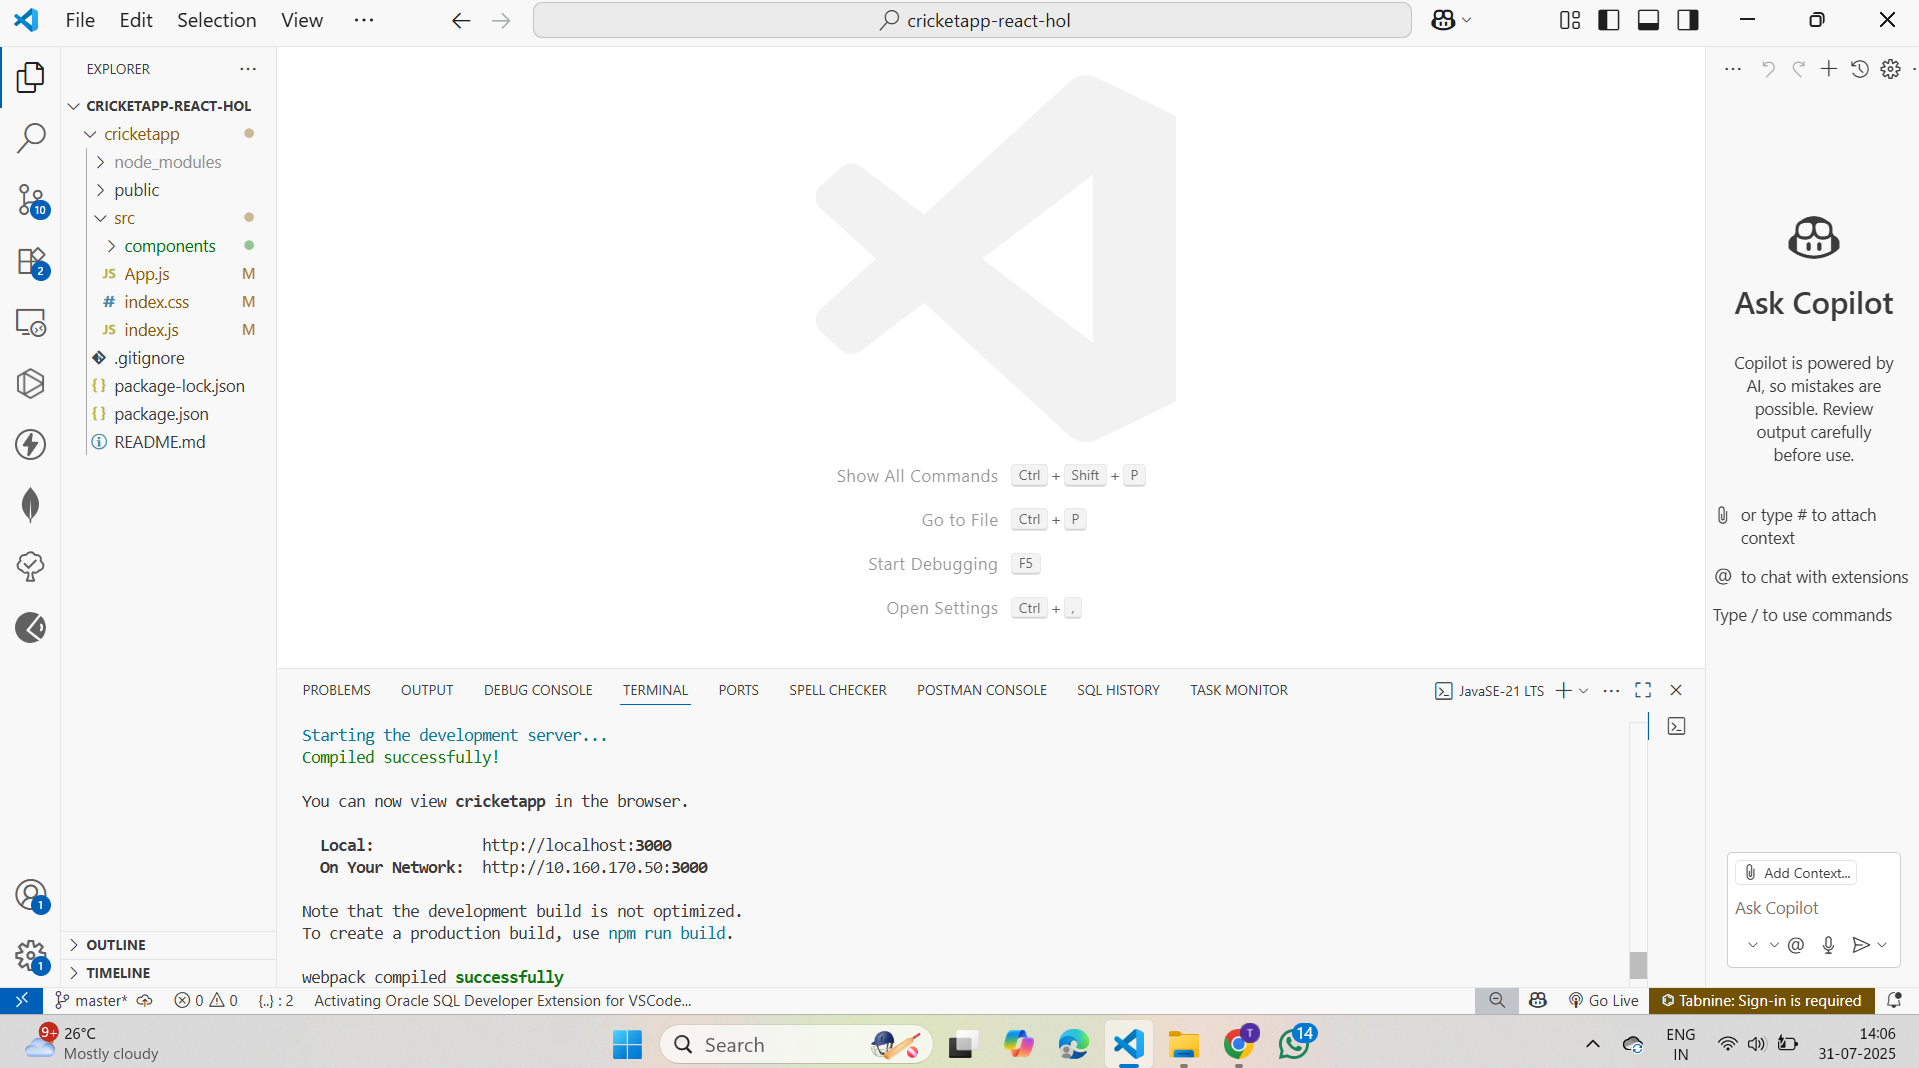 File Edit Selection View ···
cricketapp-react-hol
EXPLORER ···
CRICKETAPP-REACT-HOL
cricketapp
node_modules
public
src
components
JS App.js M
# index.css M
JS index.js M
.gitignore
{} package-lock.json
{} package.json
README.md
OUTLINE
TIMELINE
10
2
1
1
Show All Commands Ctrl + Shift + P
Go to File Ctrl + P
Start Debugging F5
Open Settings Ctrl + ,
PROBLEMS OUTPUT DEBUG CONSOLE TERMINAL PORTS SPELL CHECKER POSTMAN CONSOLE SQL HISTORY TASK MONITOR
JavaSE-21 LTS
Starting the development server...
Compiled successfully!
You can now view cricketapp in the browser.
Local: http://localhost:3000
On Your Network: http://10.160.170.50:3000
Note that the development build is not optimized.
To create a production build, use npm run build.
webpack compiled successfully
Ask Copilot
Copilot is powered by
AI, so mistakes are
possible. Review
output carefully
before use.
or type # to attach
context
@ to chat with extensions
Type / to use commands
Add Context...
Ask Copilot
@
master* 0 0 {..} : 2 Activating Oracle SQL Developer Extension for VSCode...
Go Live Tabnine: Sign-in is required
9+ 26°C
Mostly cloudy
Search
T
14
ENG
IN
14:06
31-07-2025